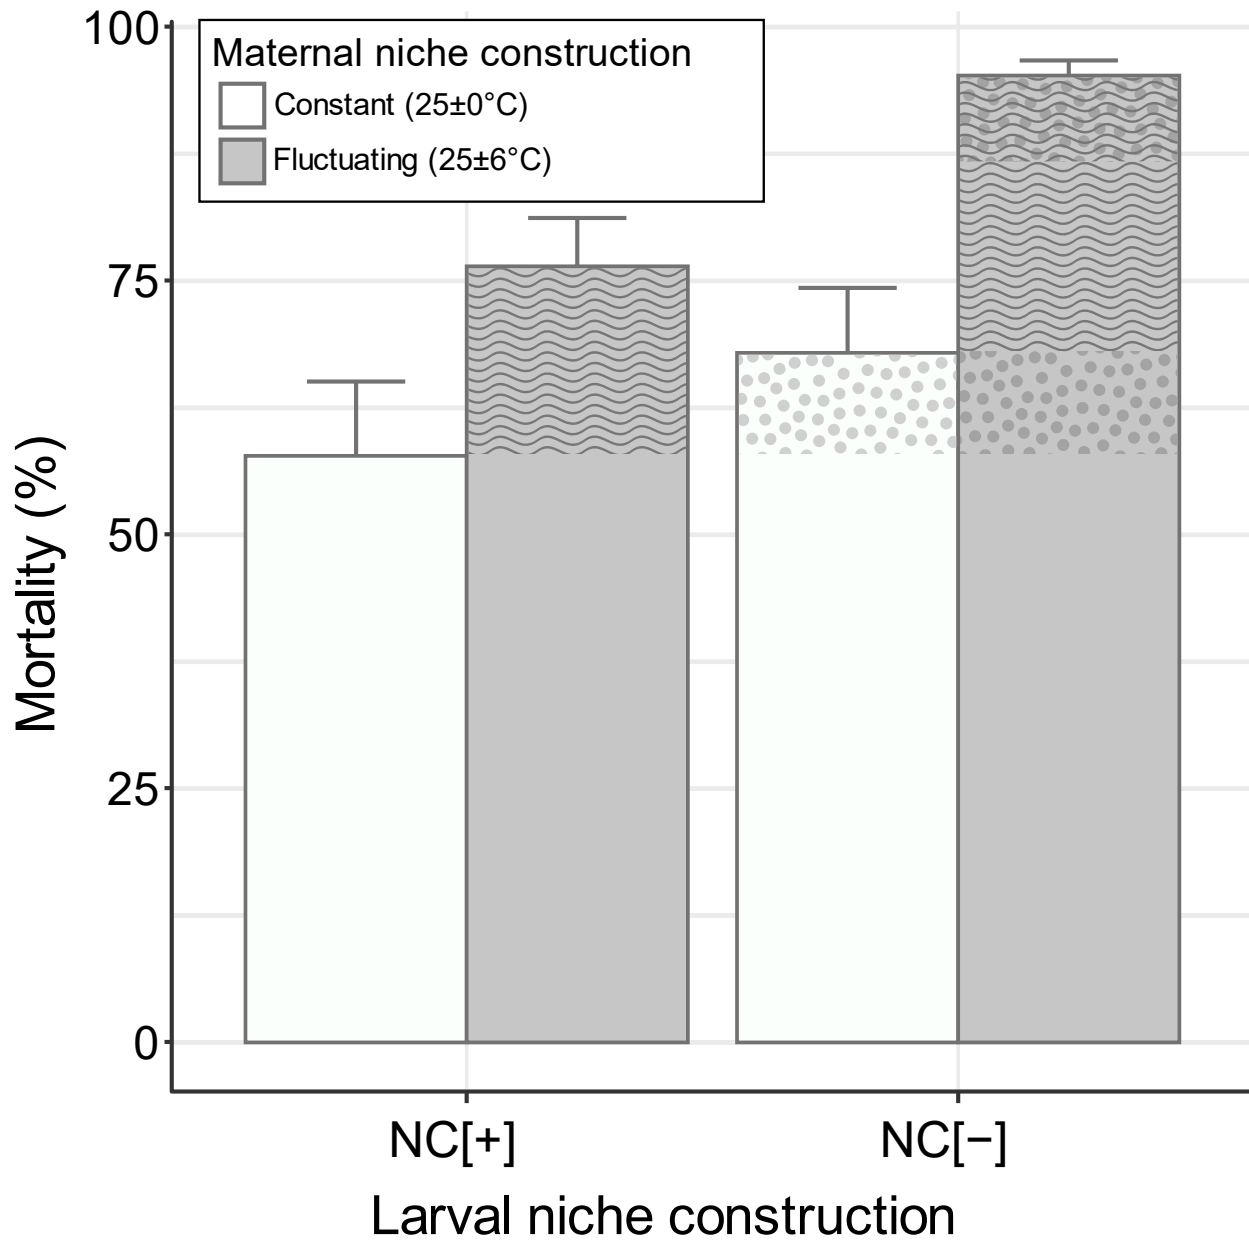 Maternal niche construction
Constant (25±0°C)
Fluctuating (25±6°C)
100
75
50
25
0
Mortality (%)
NC[+]
NC[−]
Larval niche construction